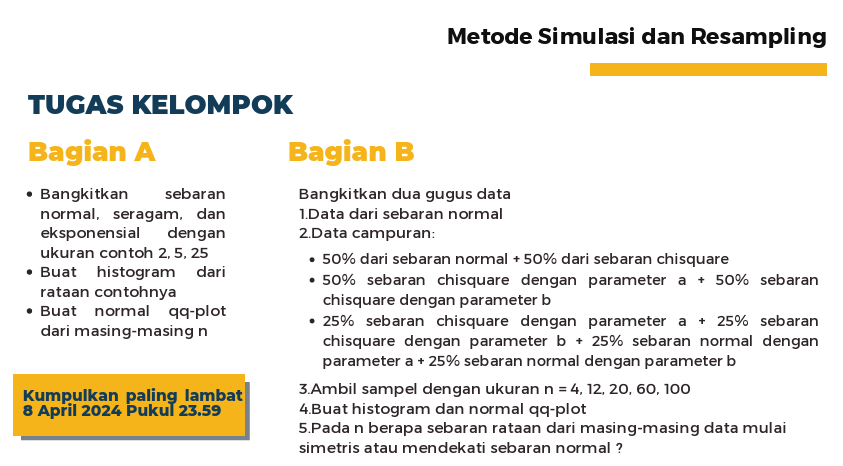 Metode Simulasi dan Resampling
TUGAS KELOMPOK
Bagian A
• Bangkitkan sebaran
normal, seragam, dan
eksponensial dengan
ukuran contoh 2, 5, 25
• Buat histogram dari
rataan contohnya
• Buat normal qq-plot
dari masing-masing n
Kumpulkan paling lambat
8 April 2024 Pukul 23.59
Bagian B
Bangkitkan dua gugus data
1.Data dari sebaran normal
2.Data campuran:
• 50% dari sebaran normal + 50% dari sebaran chisquare
• 50% sebaran chisquare dengan parameter a + 50% sebaran
chisquare dengan parameter b
• 25% sebaran chisquare dengan parameter a + 25% sebaran
chisquare dengan parameter b + 25% sebaran normal dengan
parameter a + 25% sebaran normal dengan parameter b
3.Ambil sampel dengan ukuran n = 4, 12, 20, 60, 100
4.Buat histogram dan normal qq-plot
5.Pada n berapa sebaran rataan dari masing-masing data mulai
simetris atau mendekati sebaran normal ?